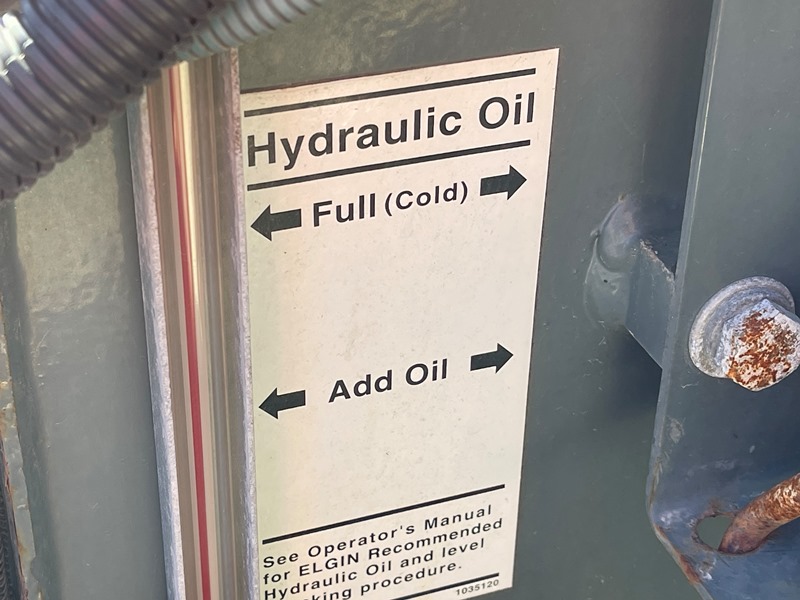 Hydraulic Oil
Full (Cold)
Add Oil
See Operator's Manual
for ELGIN Recommended
Hydraulic Oil and level
procedure.
1035120